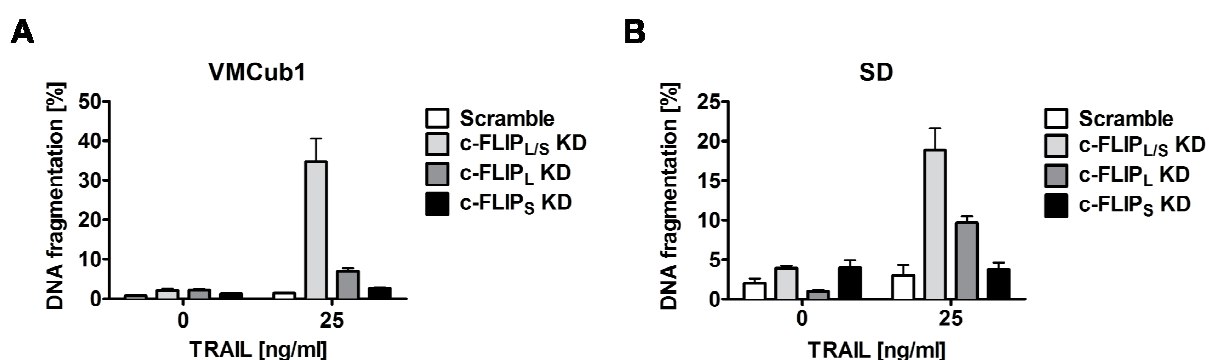 A
VMCub1
DNA fragmentation [%]
50
40
30
20
10
0
0
25
TRAIL [ng/ml]
Scramble
c-FLIPL/S KD
c-FLIPL KD
c-FLIPS KD
B
SD
DNA fragmentation [%]
25
20
15
10
5
0
0
25
TRAIL [ng/ml]
Scramble
c-FLIPL/S KD
c-FLIPL KD
c-FLIPS KD